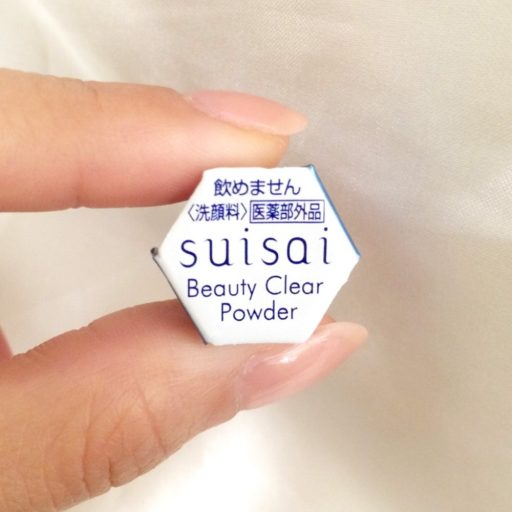 飲めません
〈洗顔料〉医薬部外品
suisai
Beauty Clear
Powder